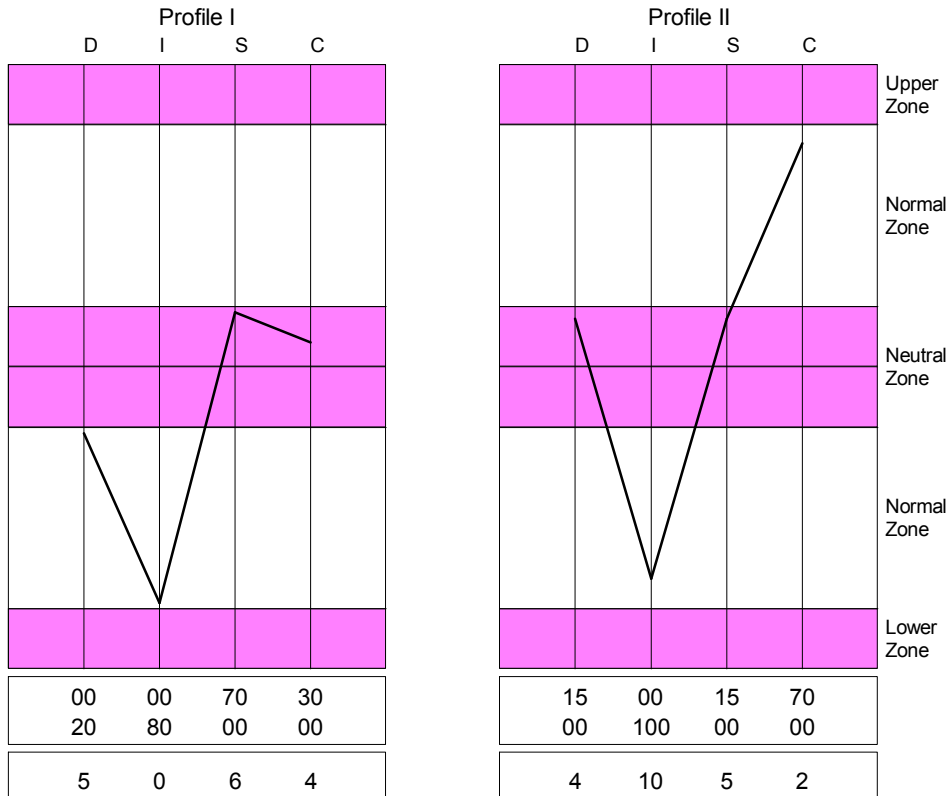 Profile I
Profile II
D I S C
D I S C
Upper
Zone
Normal
Zone
Neutral
Zone
Normal
Zone
Lower
Zone
00 00 70 30
20 80 00 00
5 0 6 4
15 00 15 70
00 100 00 00
4 10 5 2